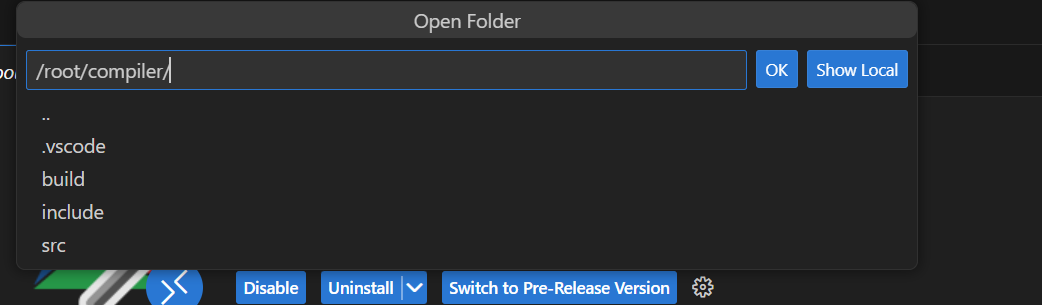 Open Folder
/root/compiler/
OK
Show Local
..
.vscode
build
include
src
Disable
Uninstall
Switch to Pre-Release Version